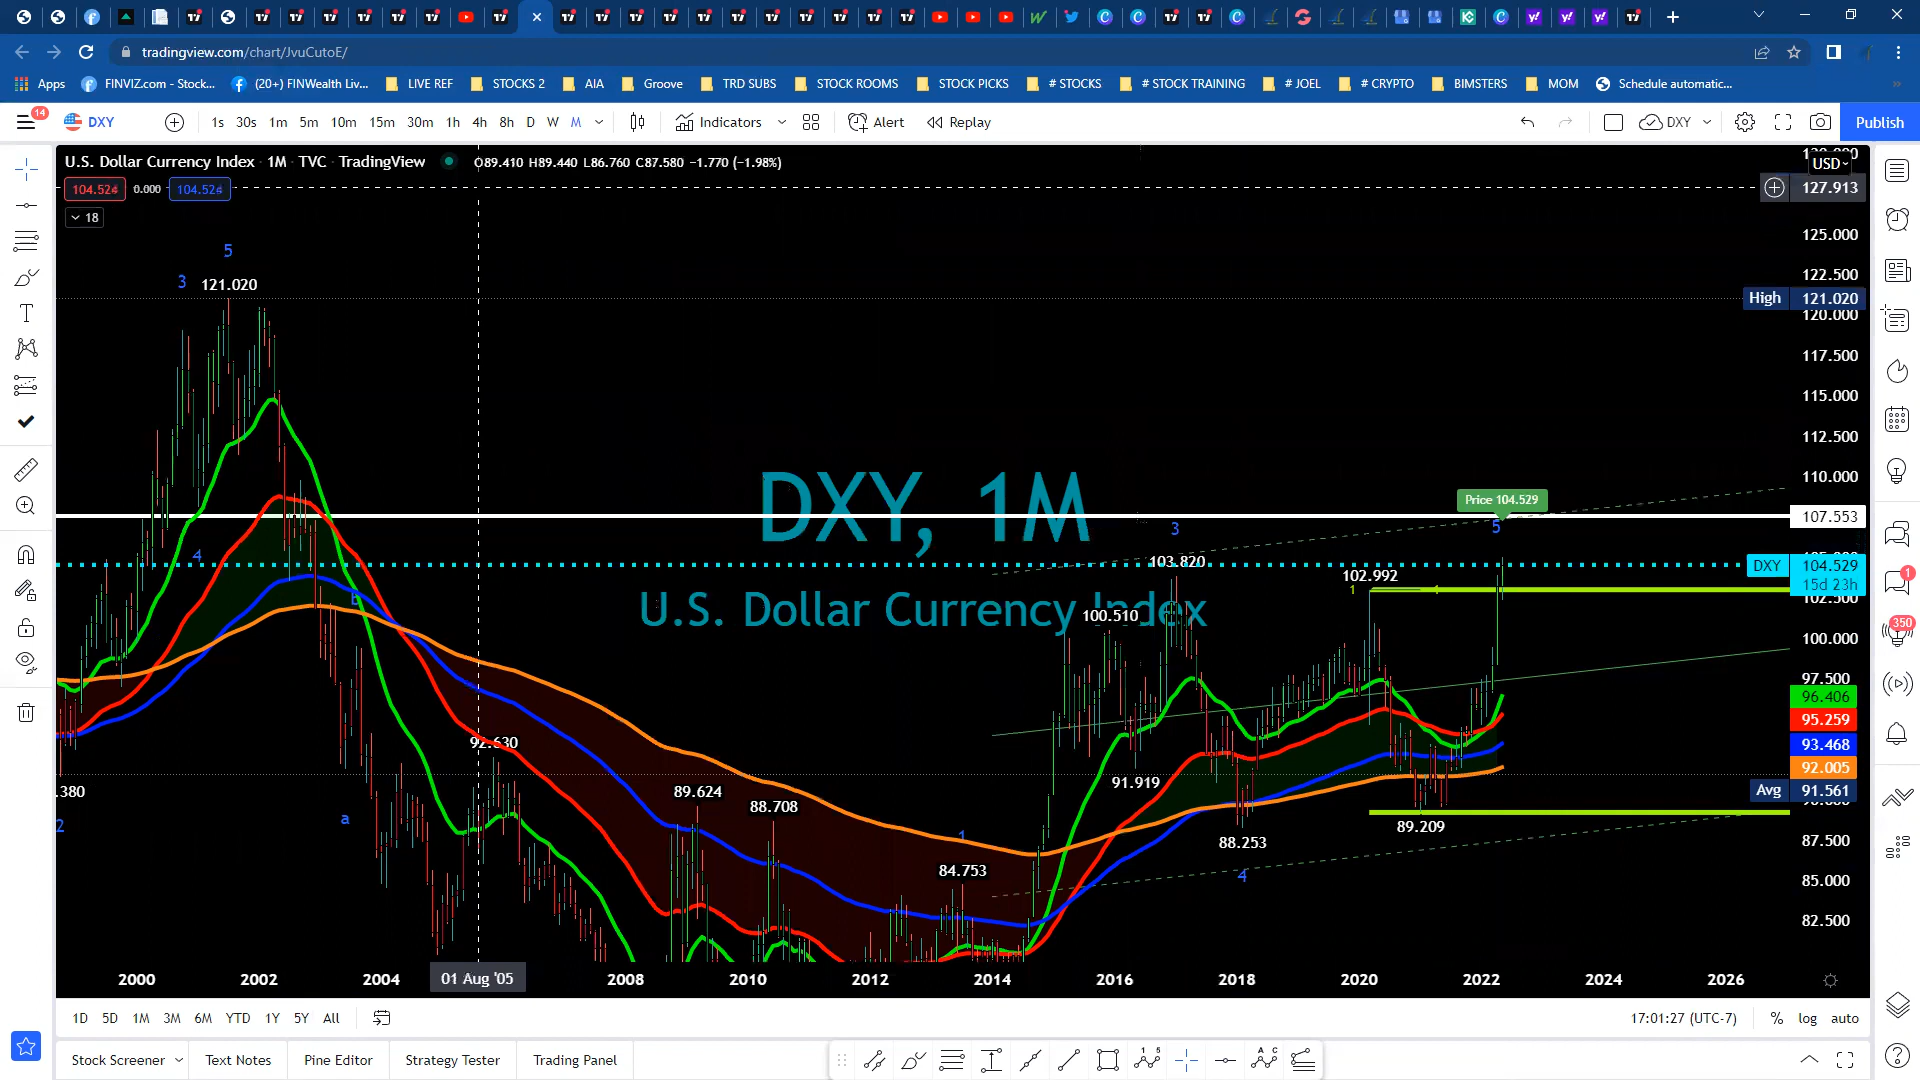 tradingview.com/chart/JvuCutoE/
Apps
FINVIZ.com - Stock...
(20+) FINWealth Liv...
LIVE REF
STOCKS 2
AIA
Groove
TRD SUBS
STOCK ROOMS
STOCK PICKS
# STOCKS
# STOCK TRAINING
# JOEL
# CRYPTO
BIMSTERS
MOM
Schedule automatic...
14
DXY
1s 30s 1m 5m 10m 15m 30m 1h 4h 8h D W M
Indicators
Alert
Replay
DXY
Publish
U.S. Dollar Currency Index · 1M · TVC · TradingView
O89.410 H89.440 L86.760 C87.580 −1.770 (−1.98%)
USD
104.524 0.000 104.524
127.913
18
125.000
5
122.500
3
121.020
High 121.020
120.000
117.500
115.000
112.500
110.000
DXY, 1M
U.S. Dollar Currency Index
Price 104.529
107.553
3
5
4
103.820
DXY 104.529
15d 23h
102.992
1
1
102.500
b
100.510
100.000
97.500
96.406
95.259
92.630
93.468
92.005
91.919
.380
89.624
88.708
Avg 91.561
2
a
1
89.209
88.253
87.500
84.753
4
85.000
82.500
2000 2002 2004 01 Aug '05 2008 2010 2012 2014 2016 2018 2020 2022 2024 2026
1D 5D 1M 3M 6M YTD 1Y 5Y All
17:01:27 (UTC-7)
% log auto
Stock Screener
Text Notes
Pine Editor
Strategy Tester
Trading Panel
1
350